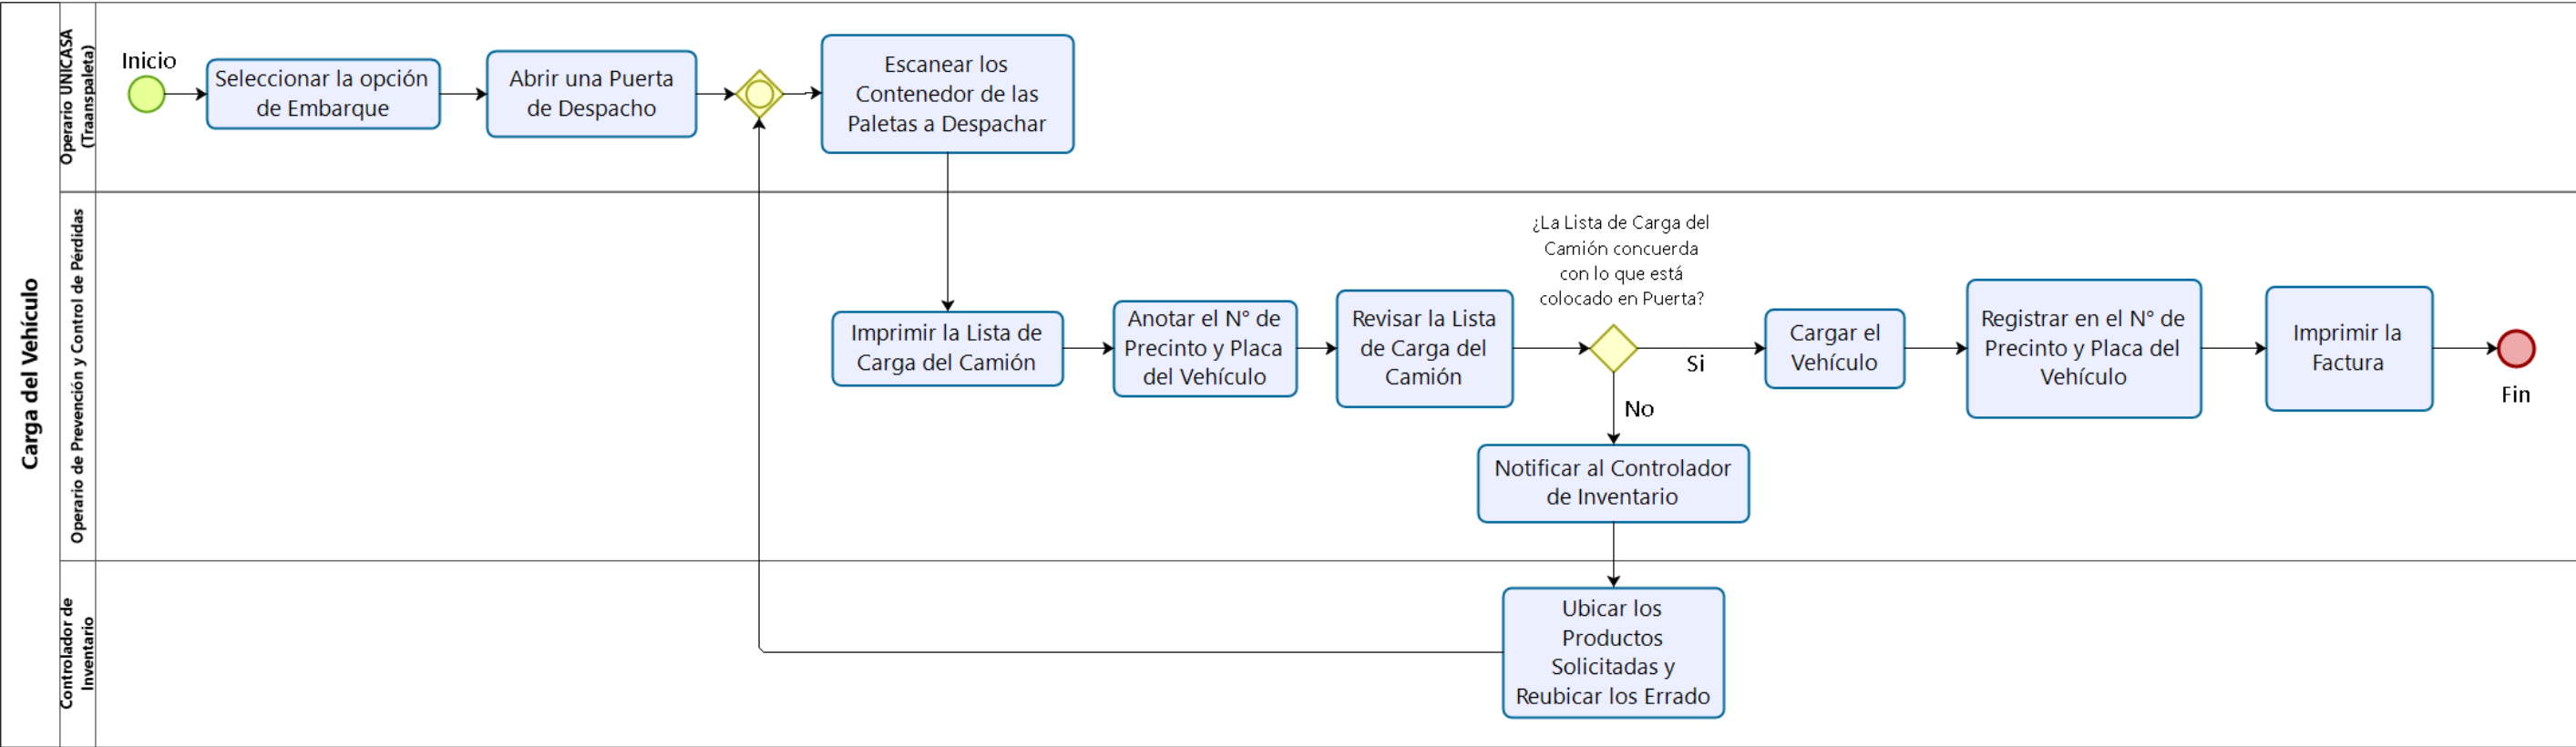 Carga del Vehículo
Operario UNICASA
(Traanspaleta)
Inicio
Seleccionar la opción
de Embarque
Abrir una Puerta
de Despacho
Escanear los
Contenedor de las
Paletas a Despachar
Operario de Prevención y Control de Pérdidas
Imprimir la Lista de
Carga del Camión
Anotar el N° de
Precinto y Placa
del Vehículo
Revisar la Lista
de Carga del
Camión
¿La Lista de Carga del
Camión concuerda
con lo que está
colocado en Puerta?
Si
No
Cargar el
Vehículo
Registrar en el N° de
Precinto y Placa del
Vehículo
Imprimir la
Factura
Fin
Notificar al Controlador
de Inventario
Controlador de
Inventario
Ubicar los
Productos
Solicitadas y
Reubicar los Errado